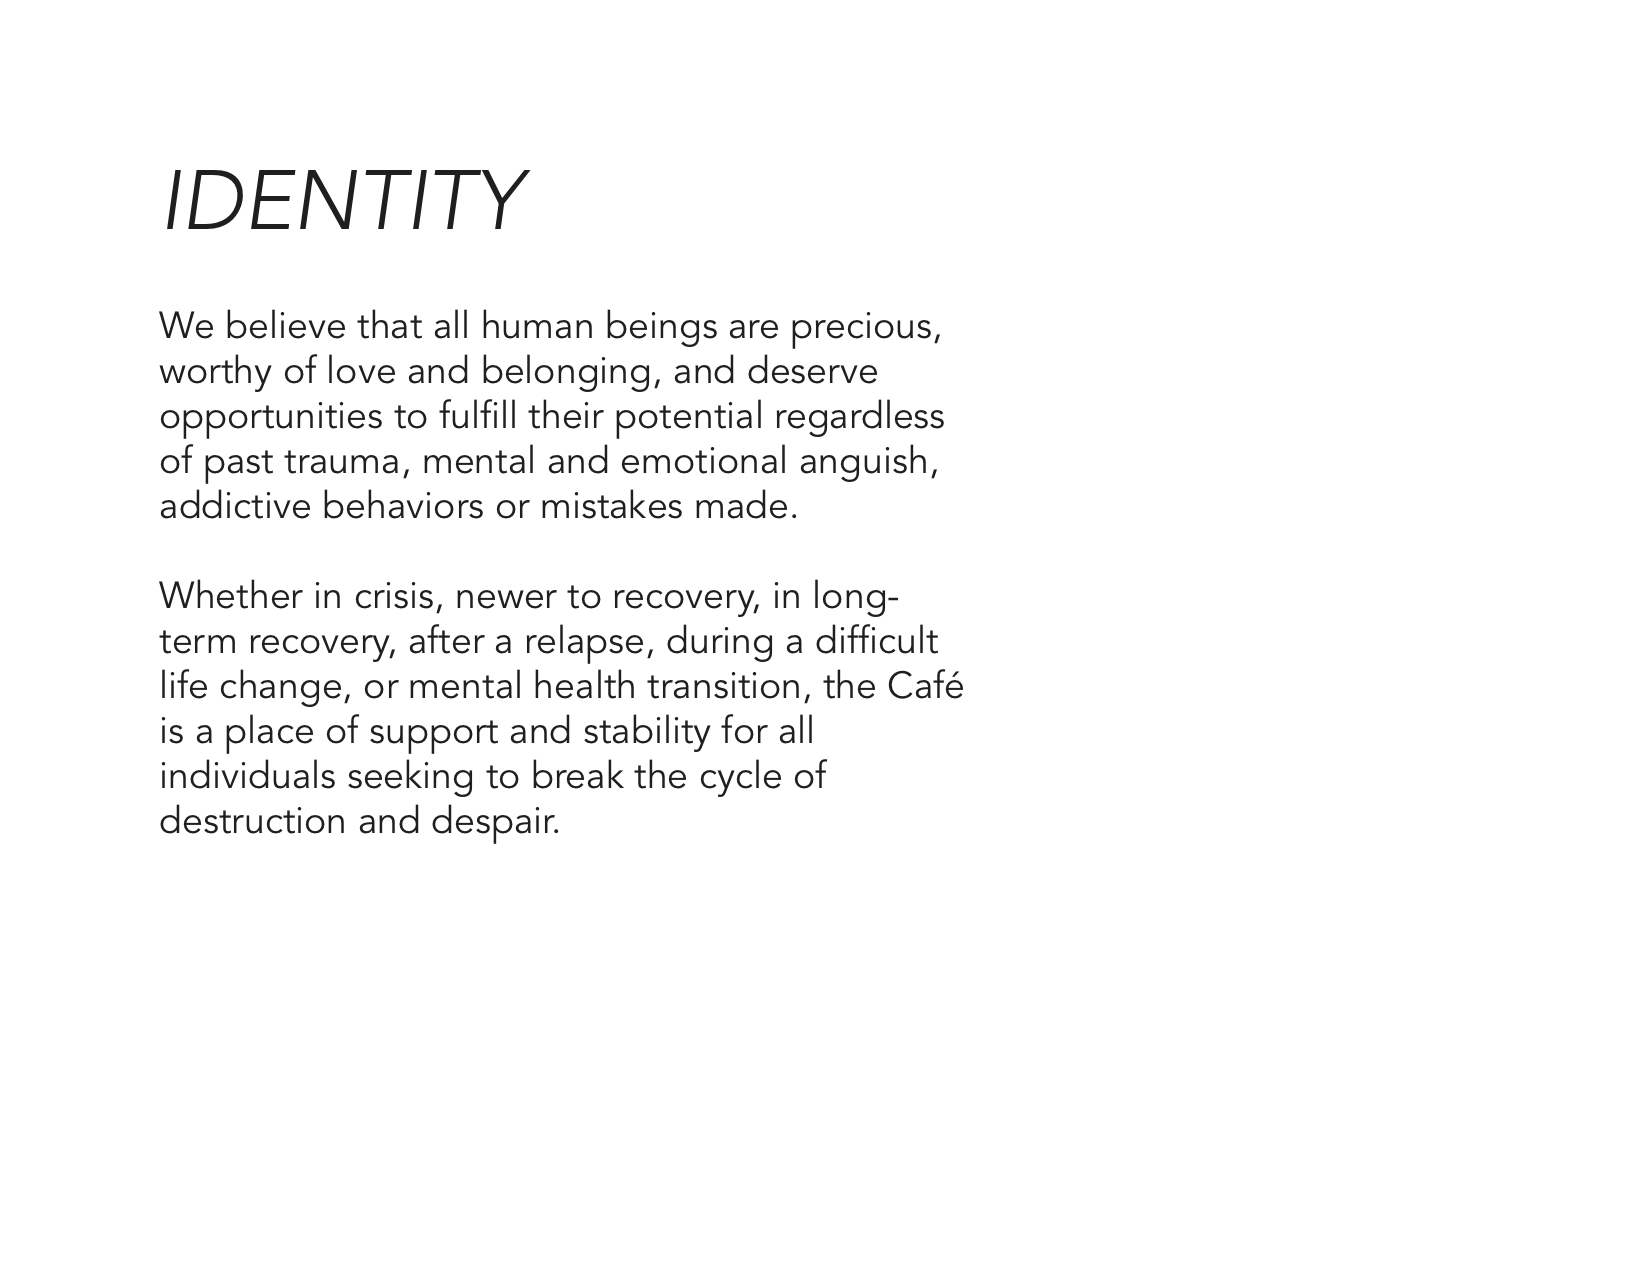 IDENTITY
We believe that all human beings are precious,
worthy of love and belonging, and deserve
opportunities to fulfill their potential regardless
of past trauma, mental and emotional anguish,
addictive behaviors or mistakes made.
Whether in crisis, newer to recovery, in long-
term recovery, after a relapse, during a difficult
life change, or mental health transition, the Café
is a place of support and stability for all
individuals seeking to break the cycle of
destruction and despair.